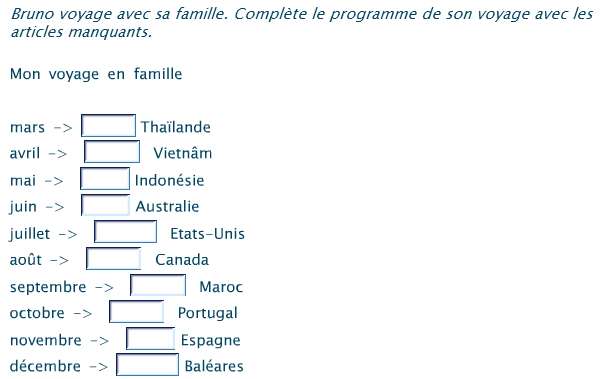 Bruno voyage avec sa famille. Complète le programme de son voyage avec les
articles manquants.
Mon voyage en famille
mars -> Thaïlande
avril -> Vietnâm
mai -> Indonésie
juin -> Australie
juillet -> Etats-Unis
août -> Canada
septembre -> Maroc
octobre -> Portugal
novembre -> Espagne
décembre -> Baléares